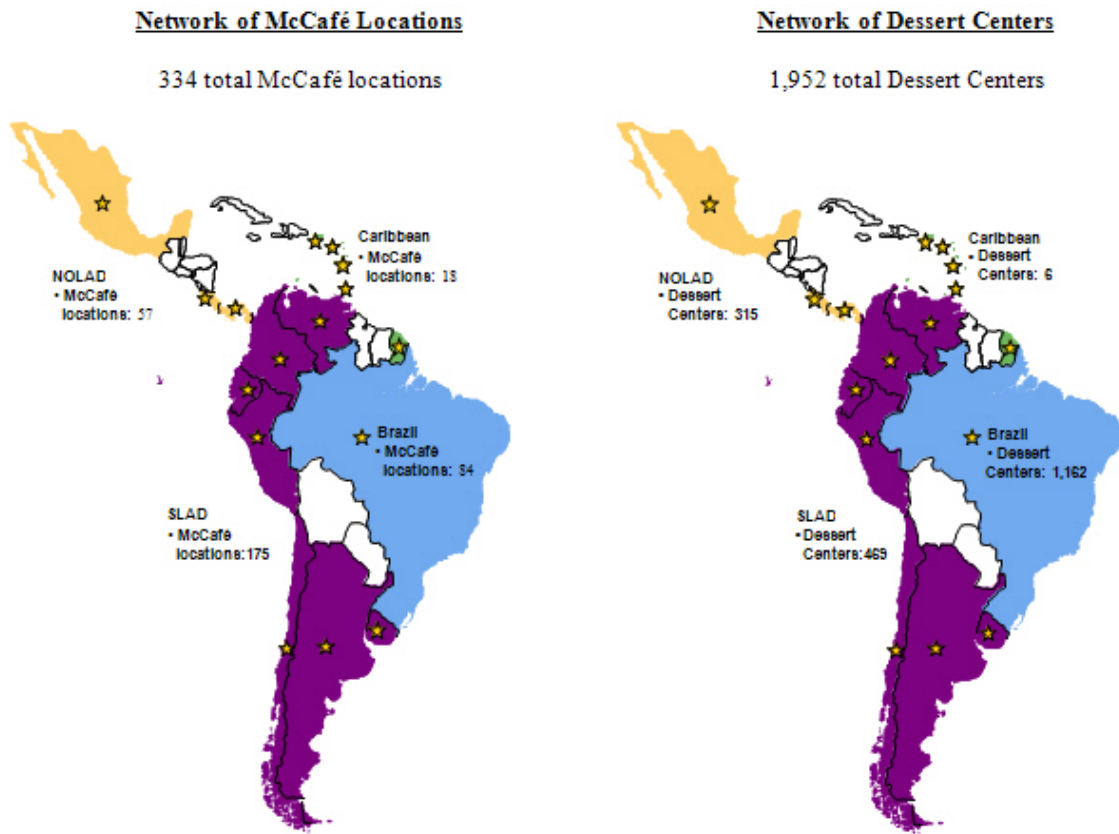 Network of McCafé Locations
334 total McCafé locations
Caribbean
• McCafé
locations: 18
NOLAD
• McCafé
locations: 57
Brazil
• McCafé
locations: 84
SLAD
• McCafé
locations:175
Network of Dessert Centers
1,952 total Dessert Centers
Caribbean
• Dessert
Centers: 6
NOLAD
• Dessert
Centers: 315
Brazil
• Dessert
Centers: 1,162
SLAD
• Dessert
Centers:469